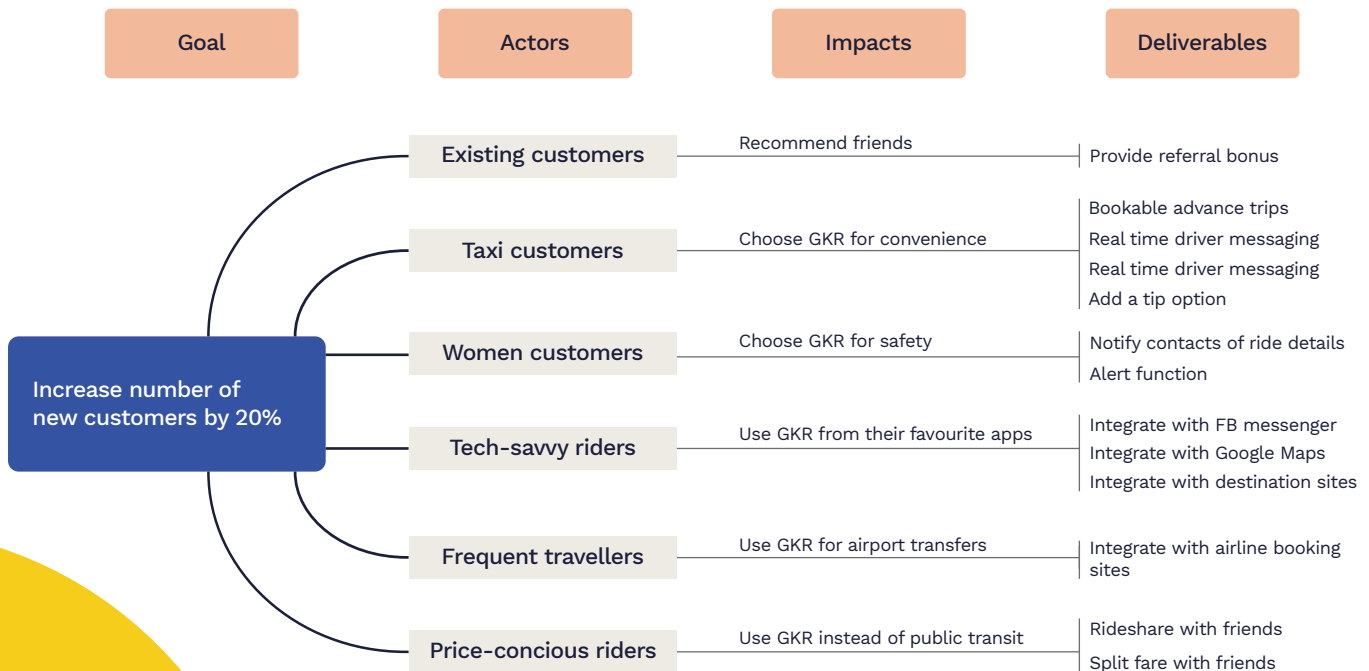 Goal
Actors
Impacts
Deliverables
Increase number of
new customers by 20%
Existing customers
Recommend friends
Provide referral bonus
Taxi customers
Choose GKR for convenience
Bookable advance trips
Real time driver messaging
Real time driver messaging
Add a tip option
Women customers
Choose GKR for safety
Notify contacts of ride details
Alert function
Tech-savvy riders
Use GKR from their favourite apps
Integrate with FB messenger
Integrate with Google Maps
Integrate with destination sites
Frequent travellers
Use GKR for airport transfers
Integrate with airline booking
sites
Price-concious riders
Use GKR instead of public transit
Rideshare with friends
Split fare with friends